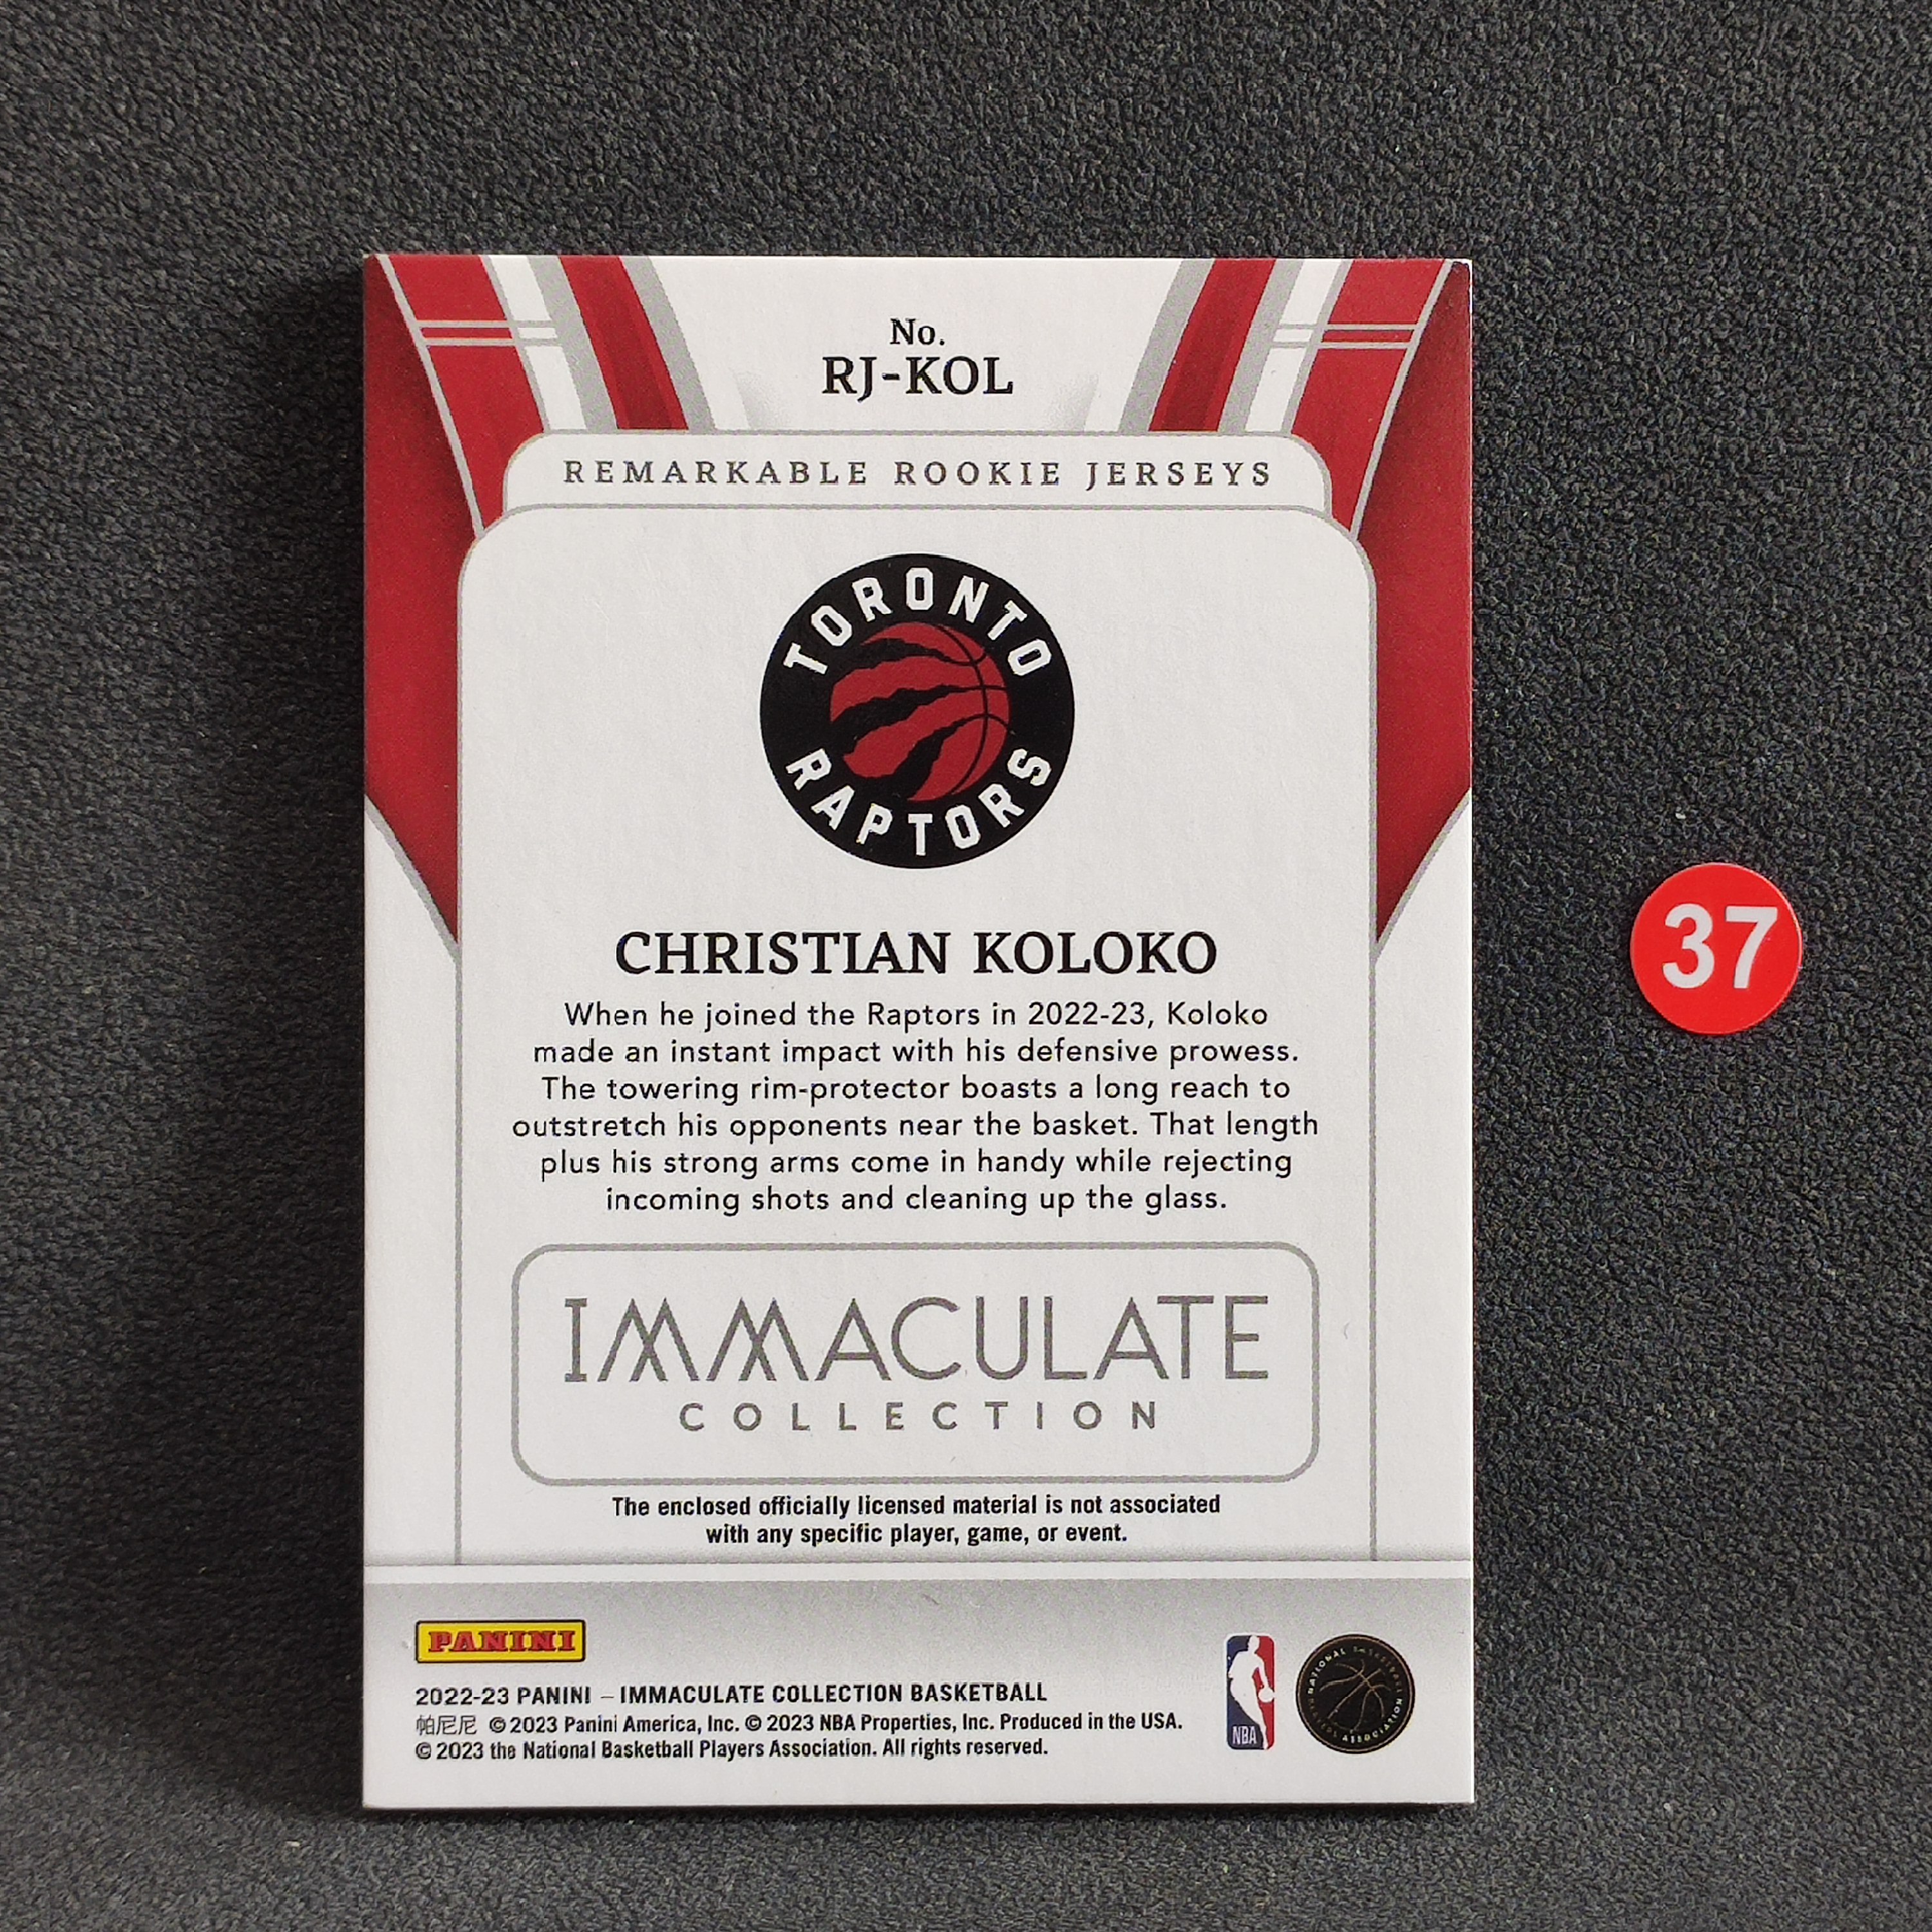 No.
RJ-KOL
REMARKABLE ROOKIE JERSEYS
TORONTO
RAPTORS
CHRISTIAN KOLOKO
When he joined the Raptors in 2022-23, Koloko
made an instant impact with his defensive prowess.
The towering rim-protector boasts a long reach to
outstretch his opponents near the basket. That length
plus his strong arms come in handy while rejecting
incoming shots and cleaning up the glass.
IMMACULATE
COLLECTION
The enclosed officially licensed material is not associated
with any specific player, game, or event.
PANINI
2022-23 PANINI – IMMACULATE COLLECTION BASKETBALL
帕尼尼 © 2023 Panini America, Inc. © 2023 NBA Properties, Inc. Produced in the USA.
© 2023 the National Basketball Players Association. All rights reserved.
NBA
NATIONAL BASKETBALL PLAYERS ASSOCIATION
37